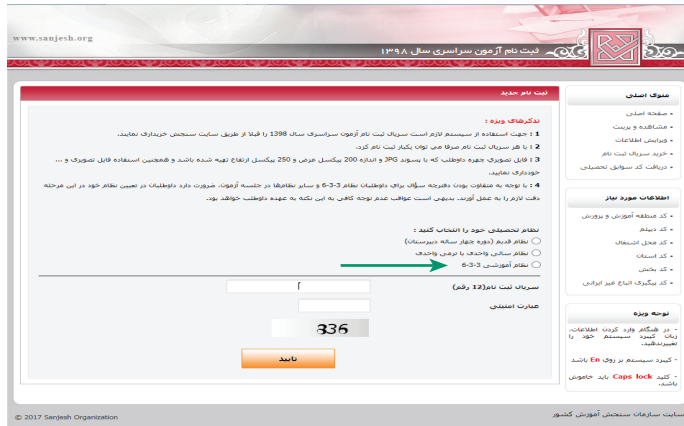 www.sanjesh.org
ثبت نام آزمون سراسری سال ۱۳۹۸
منوی اصلی
صفحه اصلی
مشاهده و پرینت
ویرایش اطلاعات
خرید سریال ثبت نام
دریافت کد سوابق تحصیلی
اطلاعات مورد نیاز
کد منطقه آموزش و پرورش
کد دیپلم
کد محل اشتغال
کد استان
کد بخش
کد پیگیری اتباع غیر ایرانی
توجه ویژه
- در هنگام وارد کردن اطلاعات،
زبان کیبرد سیستم خود را
تغییرندهید.
- کیبرد سیستم بر روی En باشد
- کلید Caps lock باید خاموش
باشد.
ثبت نام جدید
تذکرهای ویژه :
1 : جهت استفاده از سیستم لازم است سریال ثبت نام آزمون سراسری سال 1398 را قبلا از طریق سایت سنجش خریداری نمایند.
2 : با هر سریال ثبت نام صرفا می توان یکبار ثبت نام کرد.
3 : فایل تصویری چهره داوطلب که با پسوند JPG و اندازه 200 پیکسل عرض و 250 پیکسل ارتفاع تهیه شده باشد و همچنین استفاده فایل تصویری و ...
خودداری نمایید.
4 : با توجه به متفاوت بودن دفترچه سؤال برای داوطلبان نظام 3-3-6 و سایر نظام‌ها در جلسه آزمون، ضرورت دارد داوطلبان در تعیین نظام خود در این مرحله
دقت لازم را به عمل آورند. بدیهی است عواقب عدم توجه کافی به این نکته به عهده داوطلب خواهد بود.
نظام تحصیلی خود را انتخاب کنید :
نظام قدیم (دوره چهار ساله دبیرستان)
نظام سالی واحدی یا ترمی واحدی
نظام آموزشی 3-3-6
سریال ثبت نام(12 رقم)
عبارت امنیتی
336
تایید
سایت سازمان سنجش آموزش کشور
© 2017 Sanjesh Organization